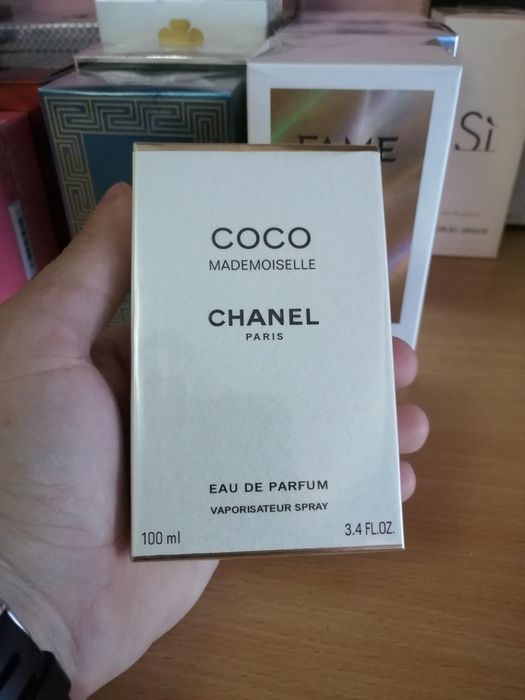 COCO
MADEMOISELLE
CHANEL
PARIS
EAU DE PARFUM
VAPORISATEUR SPRAY
100 ml
3.4 FL.OZ.
FAME
Sì